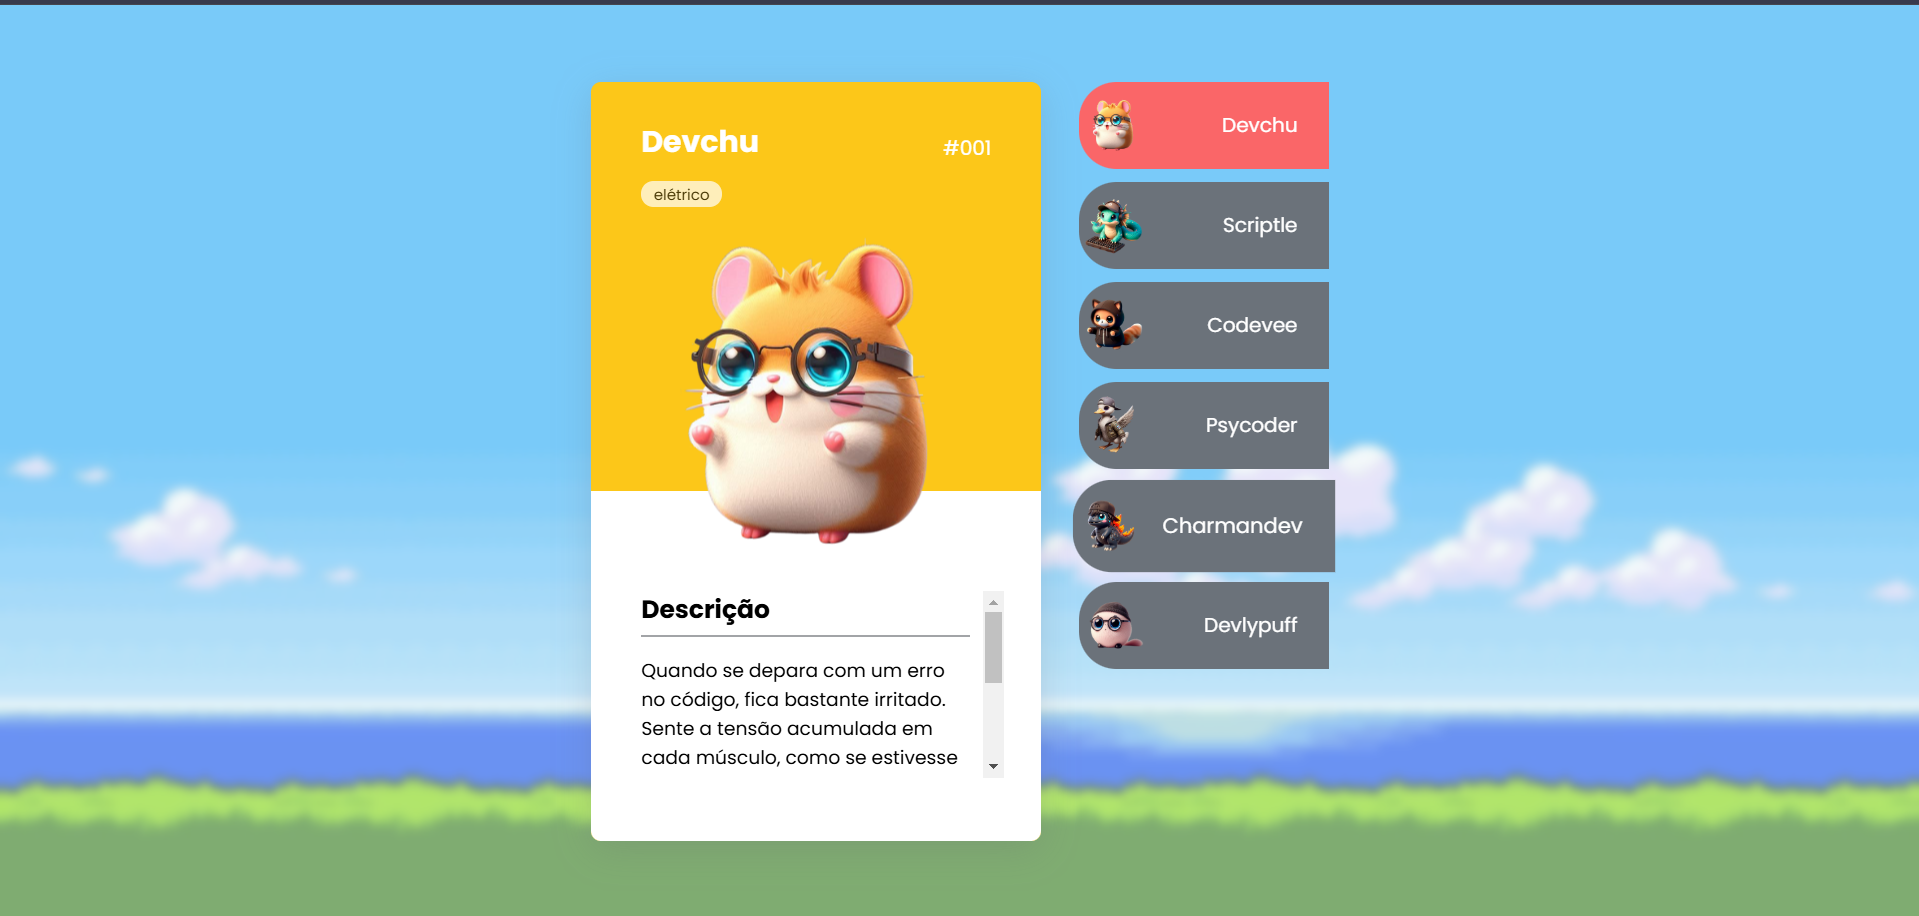 Devchu
#001
elétrico
Descrição
Quando se depara com um erro
no código, fica bastante irritado.
Sente a tensão acumulada em
cada músculo, como se estivesse
Devchu
Scriptle
Codevee
Psycoder
Charmandev
Devlypuff